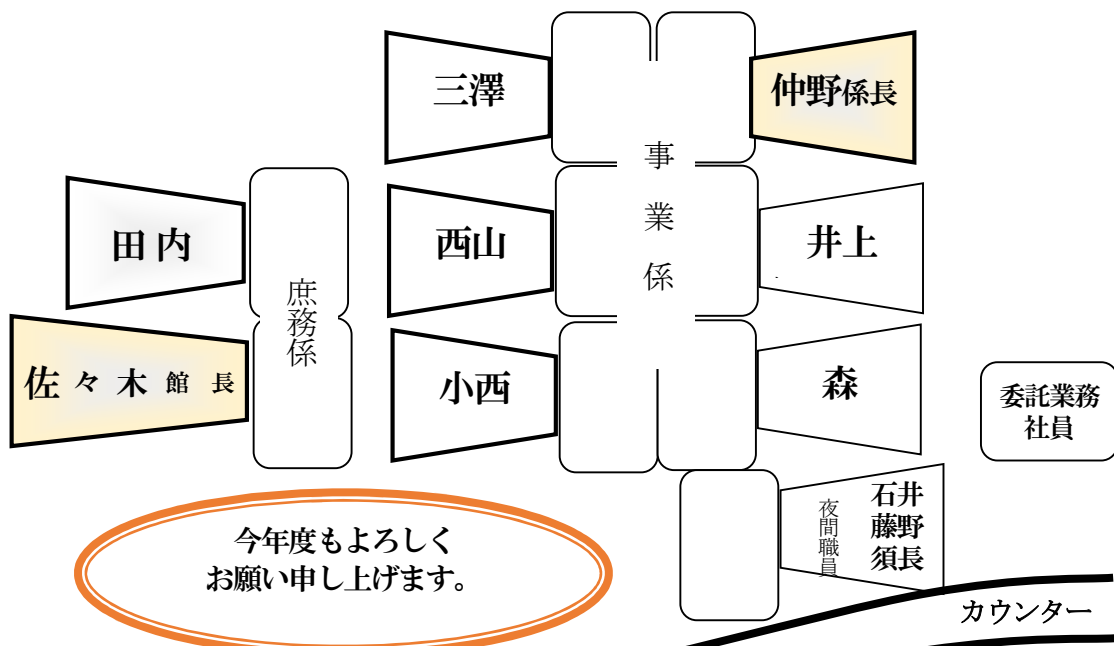 三澤
仲野係長
事業係
田内
西山
井上
庶務係
佐々木館長
小西
森
委託業務
社員
夜間職員
石井
藤野
須長
今年度もよろしく
お願い申し上げます。
カウンター